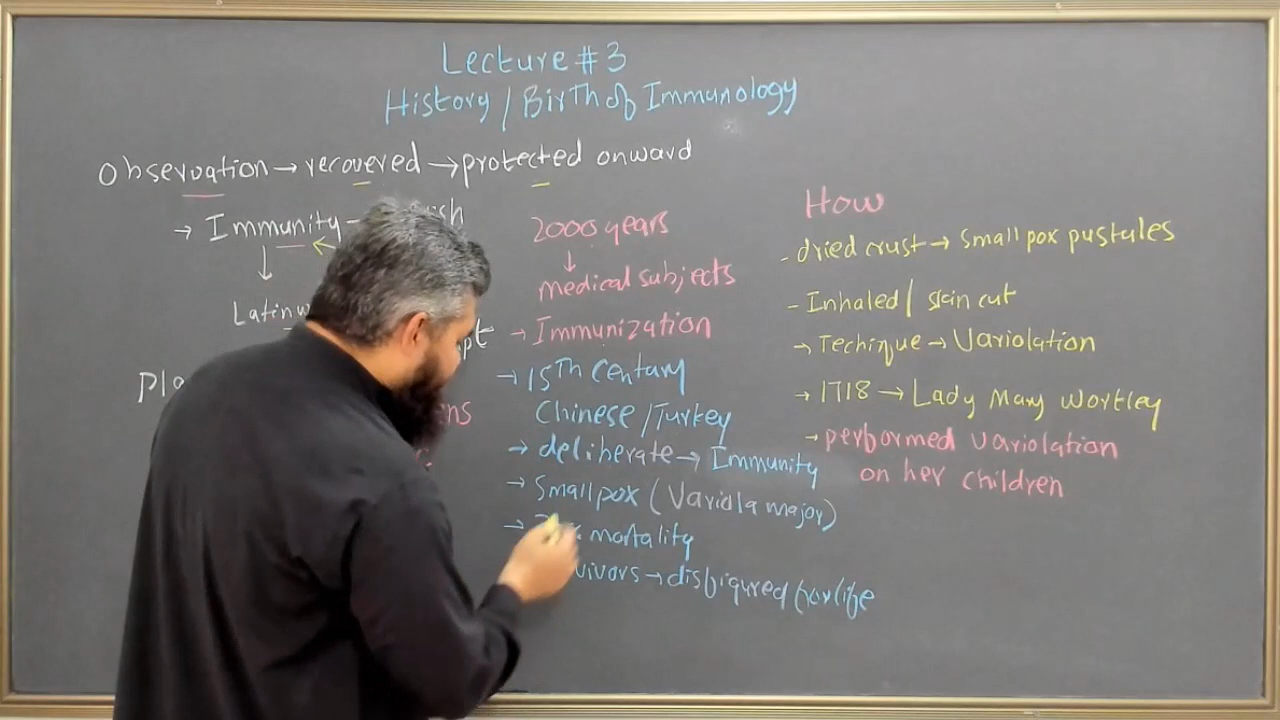 Lecture # 3
History / Birth of Immunology
Observation → recovered → protected onward
→ Immunity
↓
Latin
2000 years
↓
medical subjects
→ Immunization
→ 15Th Century
Chinese / Turkey
→ deliberate → Immunity
→ Smallpox (Variola major)
→ mortality
→ disfigured for life
How
- dried crust → Small pox pustules
- Inhaled / skin cut
→ Techique → Variolation
→ 1718 → Lady Mary Wortley
→ performed variolation
on her children